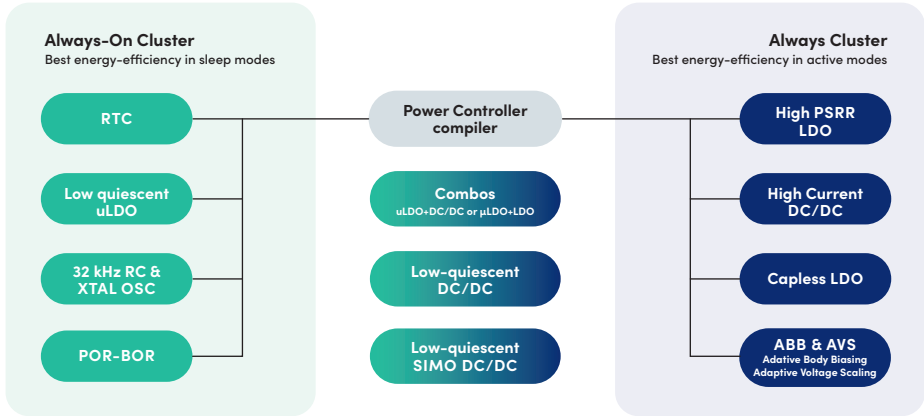 Always-On Cluster
Best energy-efficiency in sleep modes
RTC
Low quiescent
uLDO
32 kHz RC &
XTAL OSC
POR-BOR
Power Controller
compiler
Combos
uLDO+DC/DC or µLDO+LDO
Low-quiescent
DC/DC
Low-quiescent
SIMO DC/DC
Always Cluster
Best energy-efficiency in active modes
High PSRR
LDO
High Current
DC/DC
Capless LDO
ABB & AVS
Adative Body Biasing
Adaptive Voltage Scaling